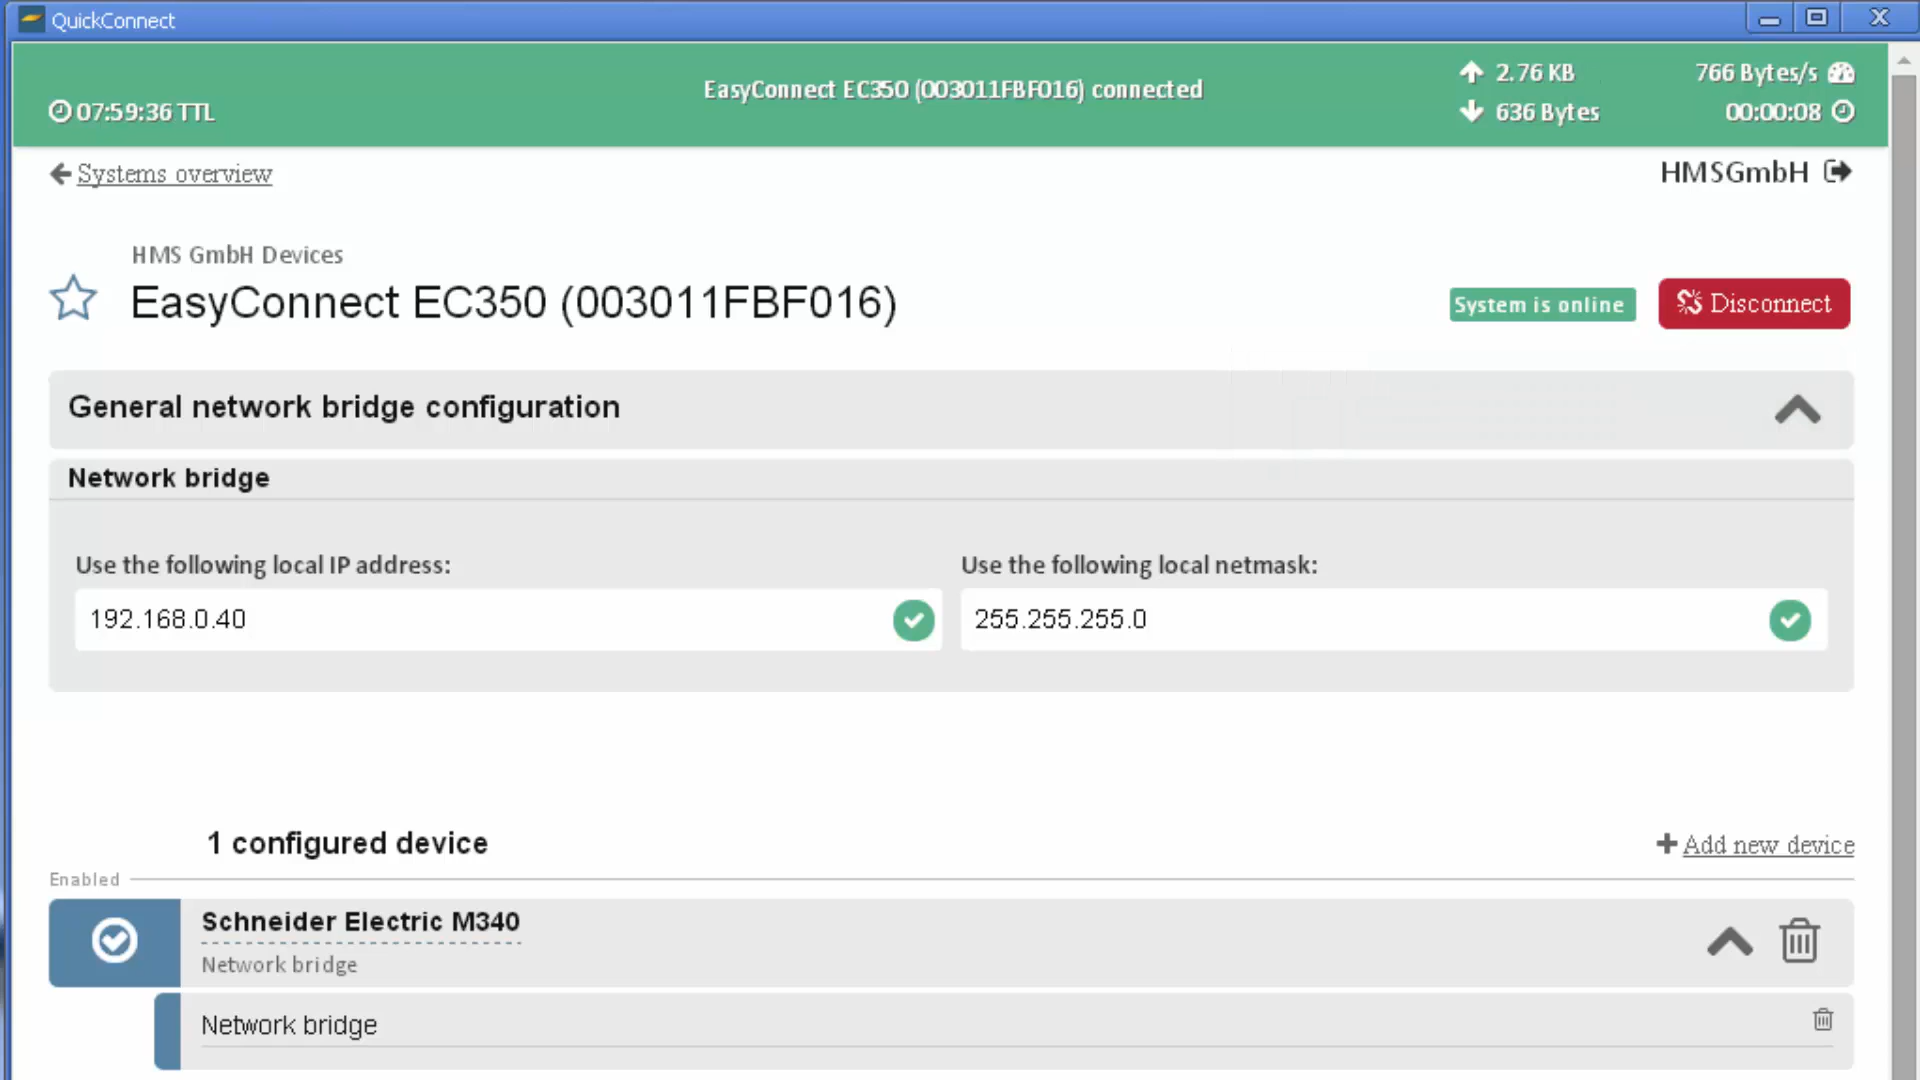 QuickConnect
07:59:36 TTL
EasyConnect EC350 (003011FBF016) connected
2.76 KB
766 Bytes/s
636 Bytes
00:00:08
Systems overview
HMSGmbH
HMS GmbH Devices
EasyConnect EC350 (003011FBF016)
System is online
Disconnect
General network bridge configuration
Network bridge
Use the following local IP address:
Use the following local netmask:
192.168.0.40
255.255.255.0
1 configured device
Add new device
Enabled
Schneider Electric M340
Network bridge
Network bridge